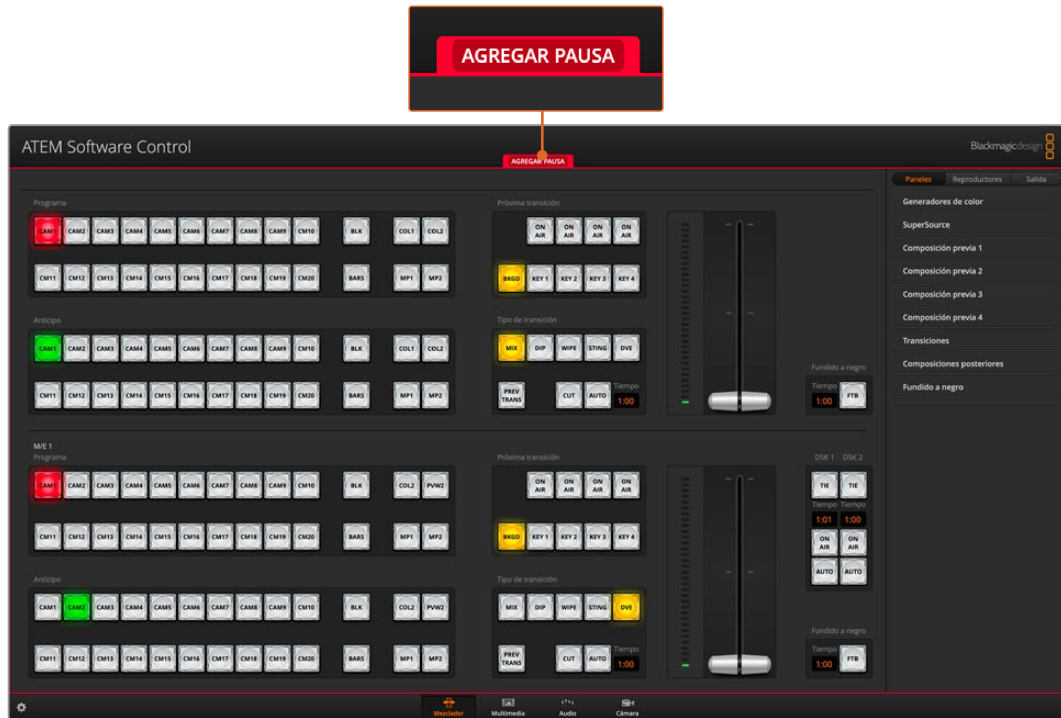 AGREGAR PAUSA
ATEM Software Control
AGREGAR PAUSA
Blackmagicdesign
Paneles Reproductores Salida
Generadores de color
SuperSource
Composición previa 1
Composición previa 2
Composición previa 3
Composición previa 4
Transiciones
Composiciones posteriores
Fundido a negro
Programa
CAM1 CAM2 CAM3 CAM4 CAM5 CAM6 CAM7 CAM8 CAM9 CM10 BLK COL1 COL2
CM11 CM12 CM13 CM14 CM15 CM16 CM17 CM18 CM19 CM20 BARS MP1 MP2
Próxima transición
ON AIR ON AIR ON AIR ON AIR
BKGD KEY 1 KEY 2 KEY 3 KEY 4
Anticipo
CAM1 CAM2 CAM3 CAM4 CAM5 CAM6 CAM7 CAM8 CAM9 CM10 BLK COL1 COL2
CM11 CM12 CM13 CM14 CM15 CM16 CM17 CM18 CM19 CM20 BARS MP1 MP2
Tipo de transición
MIX DIP WIPE STING DVE
PREV TRANS CUT AUTO
Tiempo
1:00
Fundido a negro
Tiempo
1:00 FTB
M/E 1
Programa
CAM1 CAM2 CAM3 CAM4 CAM5 CAM6 CAM7 CAM8 CAM9 CM10 BLK COL2 PVW2
CM11 CM12 CM13 CM14 CM15 CM16 CM17 CM18 CM19 CM20 BARS MP1 MP2
Próxima transición
ON AIR ON AIR ON AIR ON AIR
BKGD KEY 1 KEY 2 KEY 3 KEY 4
DSK 1 DSK 2
TIE TIE
Tiempo Tiempo
1:01 1:00
ON AIR ON AIR
AUTO AUTO
Anticipo
CAM1 CAM2 CAM3 CAM4 CAM5 CAM6 CAM7 CAM8 CAM9 CM10 BLK COL2 PVW2
CM11 CM12 CM13 CM14 CM15 CM16 CM17 CM18 CM19 CM20 BARS MP1 MP2
Tipo de transición
MIX DIP WIPE STING DVE
PREV TRANS CUT AUTO
Tiempo
1:00
Fundido a negro
Tiempo
1:00 FTB
Mezclador Multimedia Audio Cámara